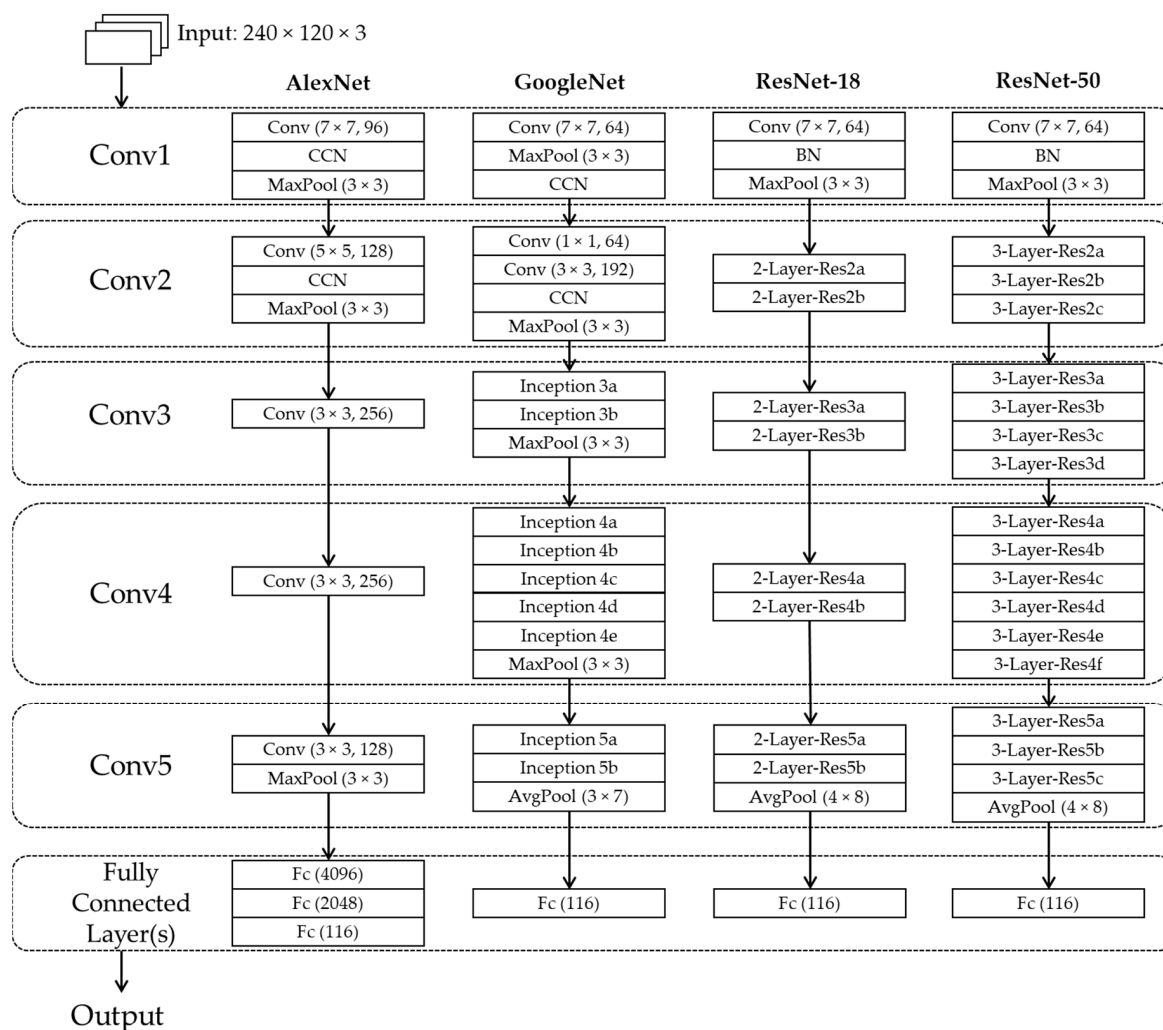 Input: 240 × 120 × 3
AlexNet
GoogleNet
ResNet-18
ResNet-50
Conv1
Conv (7 × 7, 96)
CCN
MaxPool (3 × 3)
Conv (7 × 7, 64)
MaxPool (3 × 3)
CCN
Conv (7 × 7, 64)
BN
MaxPool (3 × 3)
Conv (7 × 7, 64)
BN
MaxPool (3 × 3)
Conv2
Conv (5 × 5, 128)
CCN
MaxPool (3 × 3)
Conv (1 × 1, 64)
Conv (3 × 3, 192)
CCN
MaxPool (3 × 3)
2-Layer-Res2a
2-Layer-Res2b
3-Layer-Res2a
3-Layer-Res2b
3-Layer-Res2c
Conv3
Conv (3 × 3, 256)
Inception 3a
Inception 3b
MaxPool (3 × 3)
2-Layer-Res3a
2-Layer-Res3b
3-Layer-Res3a
3-Layer-Res3b
3-Layer-Res3c
3-Layer-Res3d
Conv4
Conv (3 × 3, 256)
Inception 4a
Inception 4b
Inception 4c
Inception 4d
Inception 4e
MaxPool (3 × 3)
2-Layer-Res4a
2-Layer-Res4b
3-Layer-Res4a
3-Layer-Res4b
3-Layer-Res4c
3-Layer-Res4d
3-Layer-Res4e
3-Layer-Res4f
Conv5
Conv (3 × 3, 128)
MaxPool (3 × 3)
Inception 5a
Inception 5b
AvgPool (3 × 7)
2-Layer-Res5a
2-Layer-Res5b
AvgPool (4 × 8)
3-Layer-Res5a
3-Layer-Res5b
3-Layer-Res5c
AvgPool (4 × 8)
Fully
Connected
Layer(s)
Fc (4096)
Fc (2048)
Fc (116)
Fc (116)
Fc (116)
Fc (116)
Output